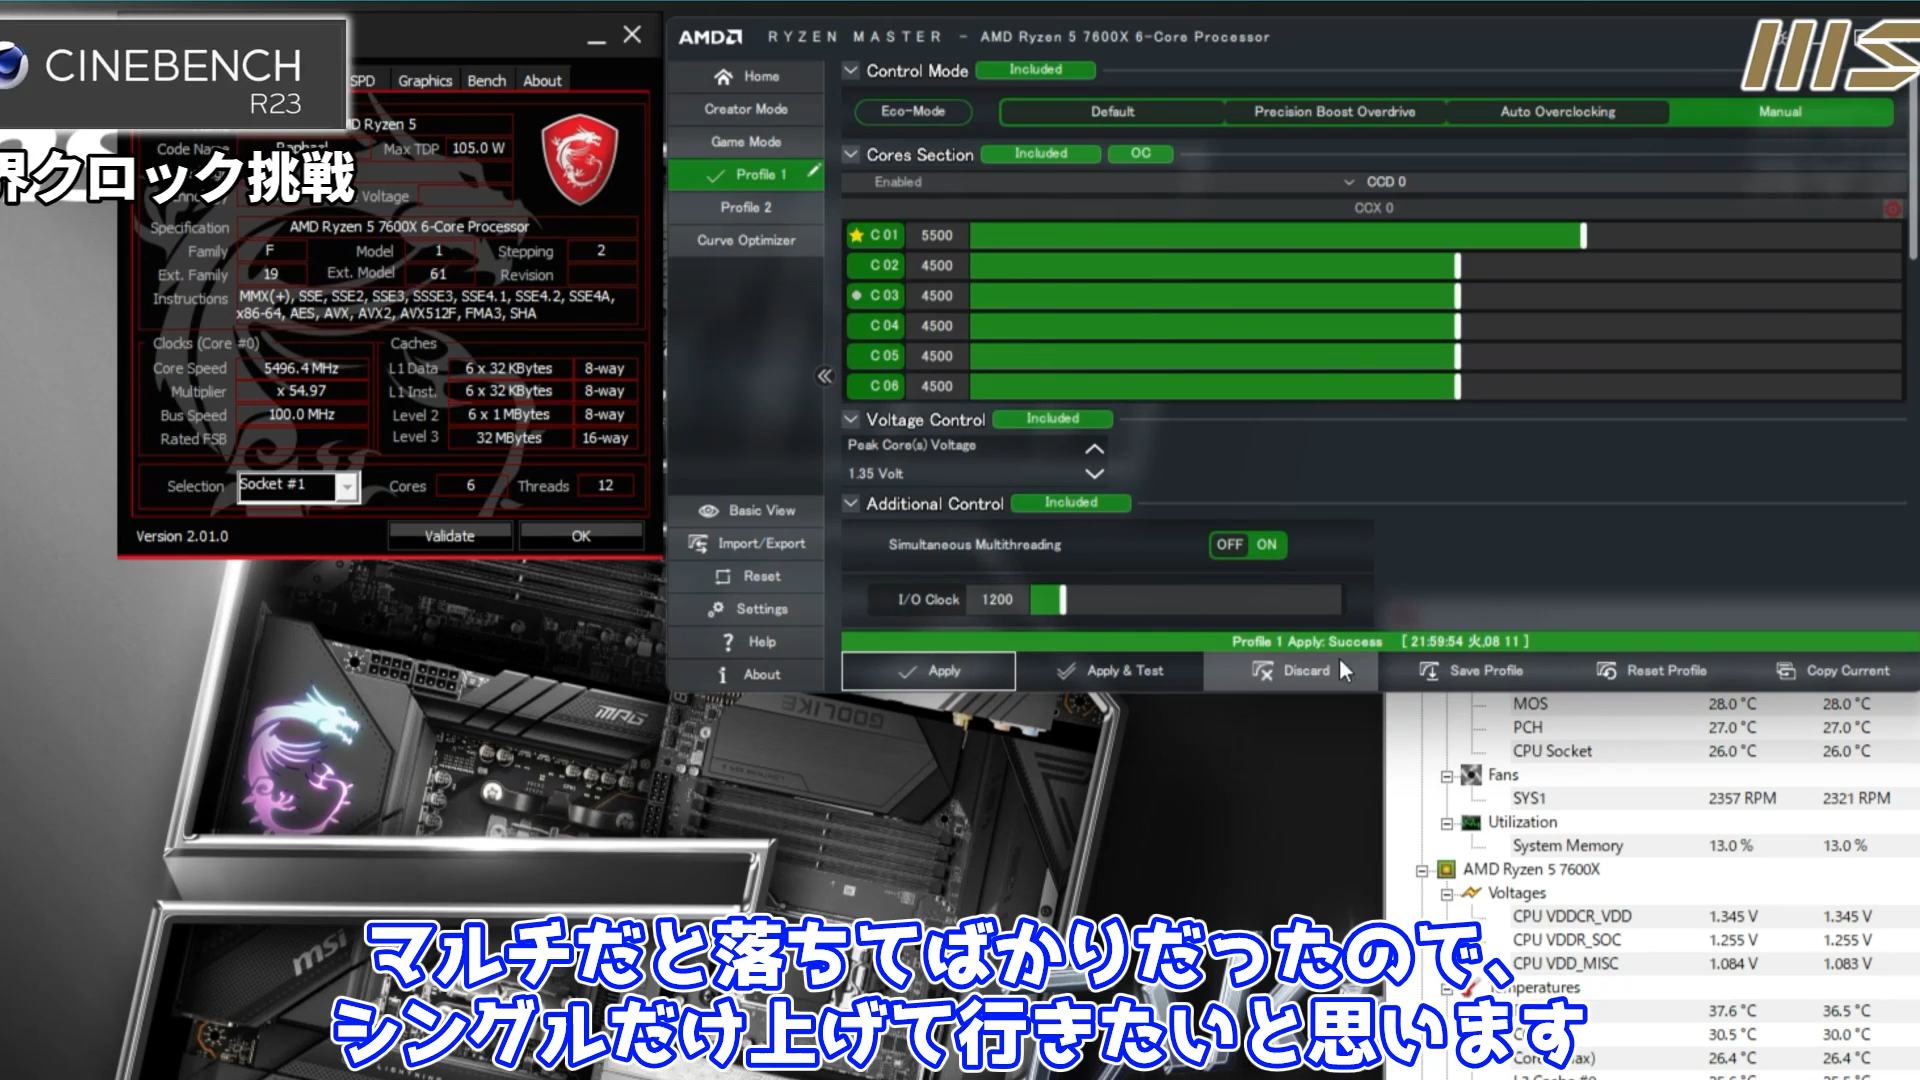 CINEBENCH
R23
界クロック挑戦
SPD Graphics Bench About
AMD Ryzen 5
Code Name Raphael Max TDP 105.0 W
Voltage
Specification AMD Ryzen 5 7600X 6-Core Processor
Family F Model 1 Stepping 2
Ext. Family 19 Ext. Model 61 Revision
Instructions MMX(+), SSE, SSE2, SSE3, SSSE3, SSE4.1, SSE4.2, SSE4A,
x86-64, AES, AVX, AVX2, AVX512F, FMA3, SHA
Clocks (Core #0) Caches
Core Speed 5496.4 MHz L1 Data 6 x 32 KBytes 8-way
Multiplier x 54.97 L1 Inst. 6 x 32 KBytes 8-way
Bus Speed 100.0 MHz Level 2 6 x 1 MBytes 8-way
Rated FSB Level 3 32 MBytes 16-way
Selection Socket #1 Cores 6 Threads 12
Version 2.01.0 Validate OK
AMD RYZEN MASTER - AMD Ryzen 5 7600X 6-Core Processor
Home
Creator Mode
Game Mode
Profile 1
Profile 2
Curve Optimizer
Basic View
Import/Export
Reset
Settings
Help
About
Control Mode Included
Eco-Mode Default Precision Boost Overdrive Auto Overclocking Manual
Cores Section Included OC
Enabled CCD 0
CCX 0
C 01 5500
C 02 4500
C 03 4500
C 04 4500
C 05 4500
C 06 4500
Voltage Control Included
Peak Core(s) Voltage
1.35 Volt
Additional Control Included
Simultaneous Multithreading OFF ON
I/O Clock 1200
Profile 1 Apply: Success [ 21:59:54 火,08 11 ]
Apply Apply & Test Discard Save Profile Reset Profile Copy Current
MOS 28.0 °C 28.0 °C
PCH 27.0 °C 27.0 °C
CPU Socket 26.0 °C 26.0 °C
Fans
SYS1 2357 RPM 2321 RPM
Utilization
System Memory 13.0 % 13.0 %
AMD Ryzen 5 7600X
Voltages
CPU VDDCR_VDD 1.345 V 1.345 V
CPU VDDR_SOC 1.255 V 1.255 V
CPU VDD_MISC 1.084 V 1.083 V
Temperatures
37.6 °C 36.5 °C
30.5 °C 30.0 °C
26.4 °C 26.4 °C
MPG
GODLIKE
msi
マルチだと落ちてばかりだったので、
シングルだけ上げて行きたいと思います